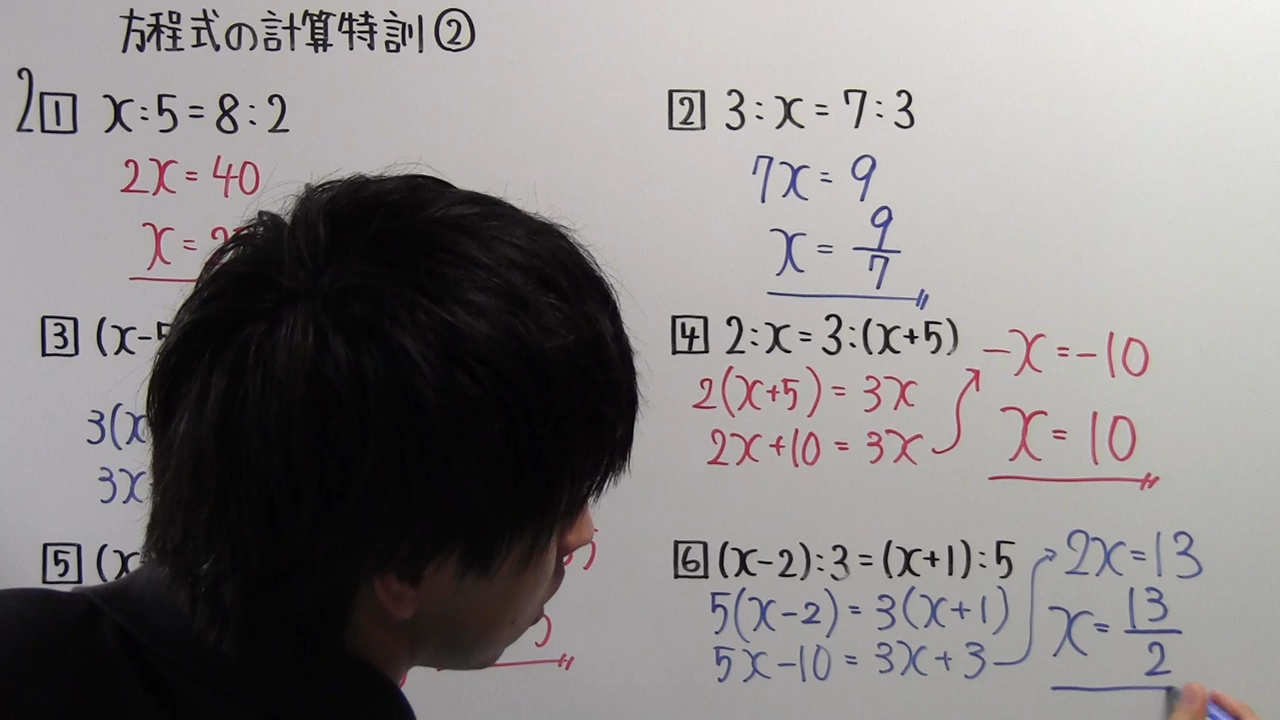 方程式の計算特訓②
2
1 x:5=8:2
2x=40
x=2
2 3:x=7:3
7x=9
x=9/7
3 (x-5
3(x
3x
4 2:x=3:(x+5)
2(x+5)=3x
2x+10=3x
-x=-10
x=10
5 (x
6 (x-2):3=(x+1):5
5(x-2)=3(x+1)
5x-10=3x+3
2x=13
x=13/2